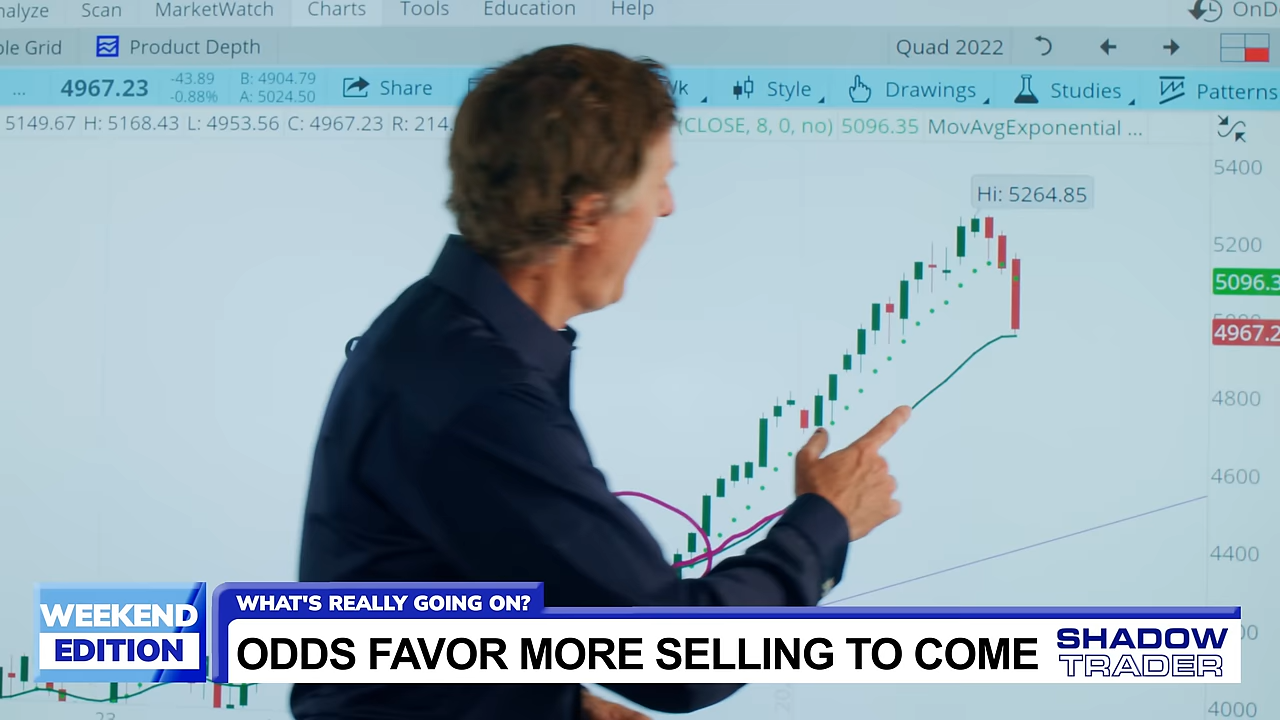 nalyze Scan MarketWatch Charts Tools Education Help OnD
ble Grid Product Depth Quad 2022
... 4967.23 -43.89 B: 4904.79 Share Wk Style Drawings Studies Patterns
-0.88% A: 5024.50
5149.67 H: 5168.43 L: 4953.56 C: 4967.23 R: 214. (CLOSE, 8, 0, no) 5096.35 MovAvgExponential ...
5400
Hi: 5264.85
5200
5096.3
4967.2
4800
4600
4400
WEEKEND
EDITION
WHAT'S REALLY GOING ON?
ODDS FAVOR MORE SELLING TO COME
SHADOW
TRADER
4000
23